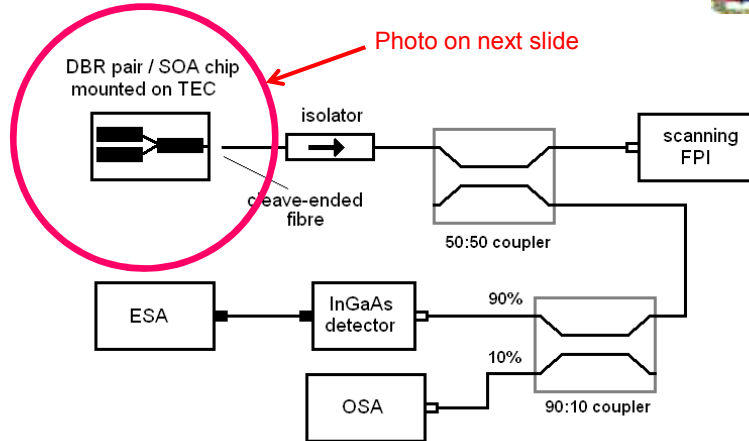 Photo on next slide
DBR pair / SOA chip
mounted on TEC
isolator
scanning
FPI
cleave-ended
fibre
50:50 coupler
ESA
InGaAs
detector
90%
10%
OSA
90:10 coupler